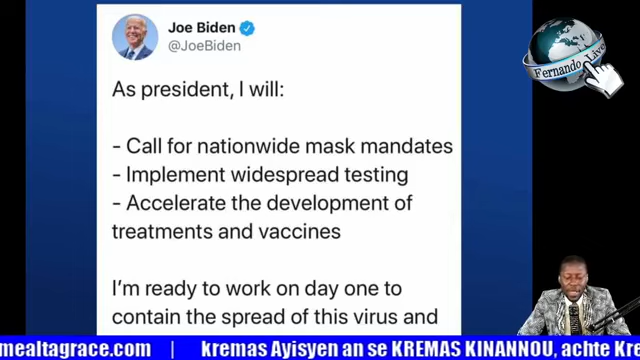 Joe Biden
@JoeBiden
Fernando Live
As president, I will:
- Call for nationwide mask mandates
- Implement widespread testing
- Accelerate the development of
treatments and vaccines
I'm ready to work on day one to
contain the spread of this virus and
mealtagrace.com kremas Ayisyen an se KREMAS KINANNOU, achte Kre